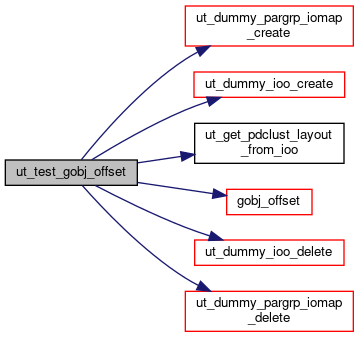 ut_dummy_pargrp_iomap
_create
ut_dummy_ioo_create
ut_get_pdclust_layout
_from_ioo
ut_test_gobj_offset
gobj_offset
ut_dummy_ioo_delete
ut_dummy_pargrp_iomap
_delete